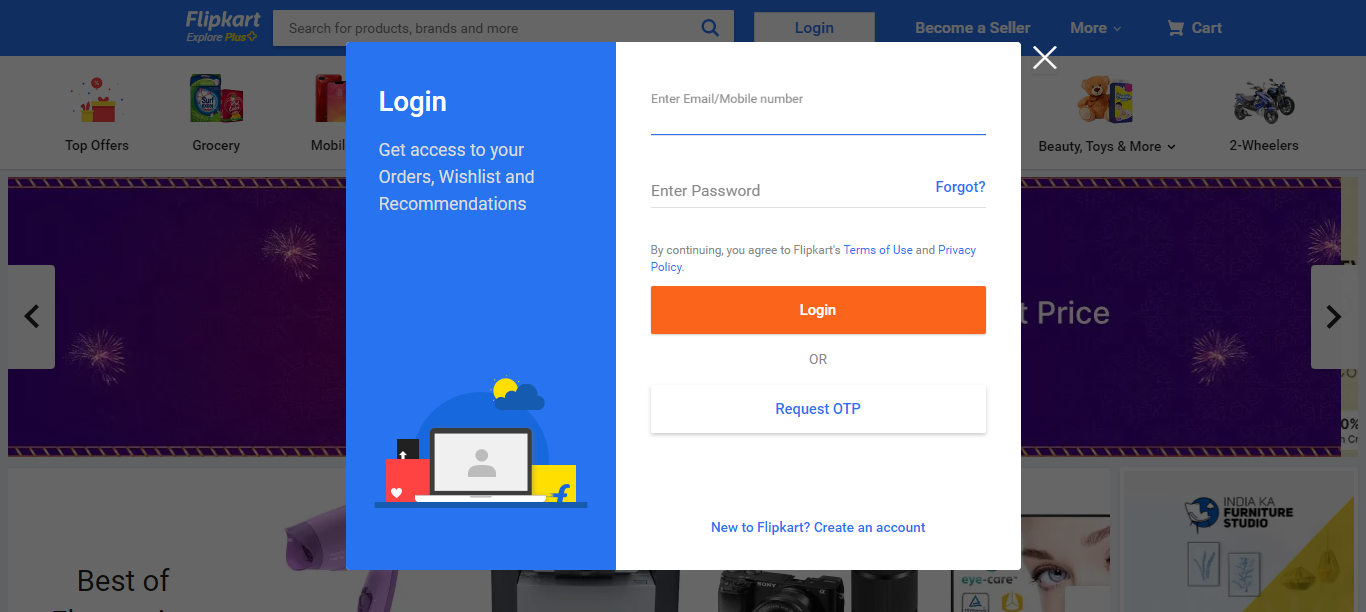 Flipkart
Explore Plus
Search for products, brands and more
Login
Become a Seller
More
Cart
Top Offers
Grocery
Beauty, Toys & More
2-Wheelers
Login
Get access to your
Orders, Wishlist and
Recommendations
Enter Email/Mobile number
Enter Password
Forgot?
By continuing, you agree to Flipkart's Terms of Use and Privacy
Policy.
Login
OR
Request OTP
New to Flipkart? Create an account
Price
Best of
SONY
eye-care
INDIA KA
FURNITURE
STUDIO